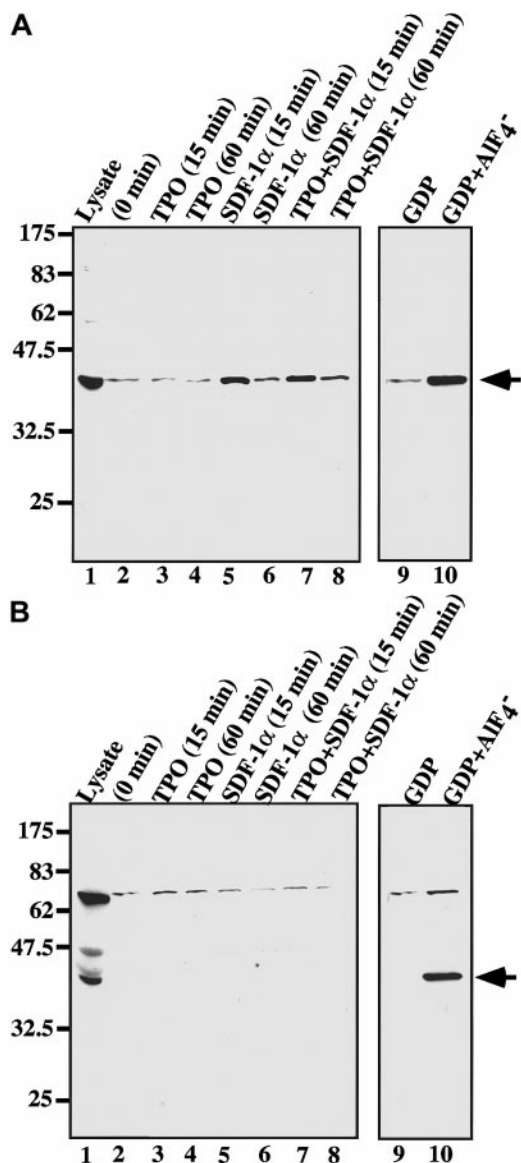 A
Lysate
(0 min)
TPO (15 min)
TPO (60 min)
SDF-1α (15 min)
SDF-1α (60 min)
TPO+SDF-1α (15 min)
TPO+SDF-1α (60 min)
GDP
GDP+AlF4-
175
83
62
47.5
32.5
25
1 2 3 4 5 6 7 8 9 10
B
Lysate
(0 min)
TPO (15 min)
TPO (60 min)
SDF-1α (15 min)
SDF-1α (60 min)
TPO+SDF-1α (15 min)
TPO+SDF-1α (60 min)
GDP
GDP+AlF4-
175
83
62
47.5
32.5
25
1 2 3 4 5 6 7 8 9 10